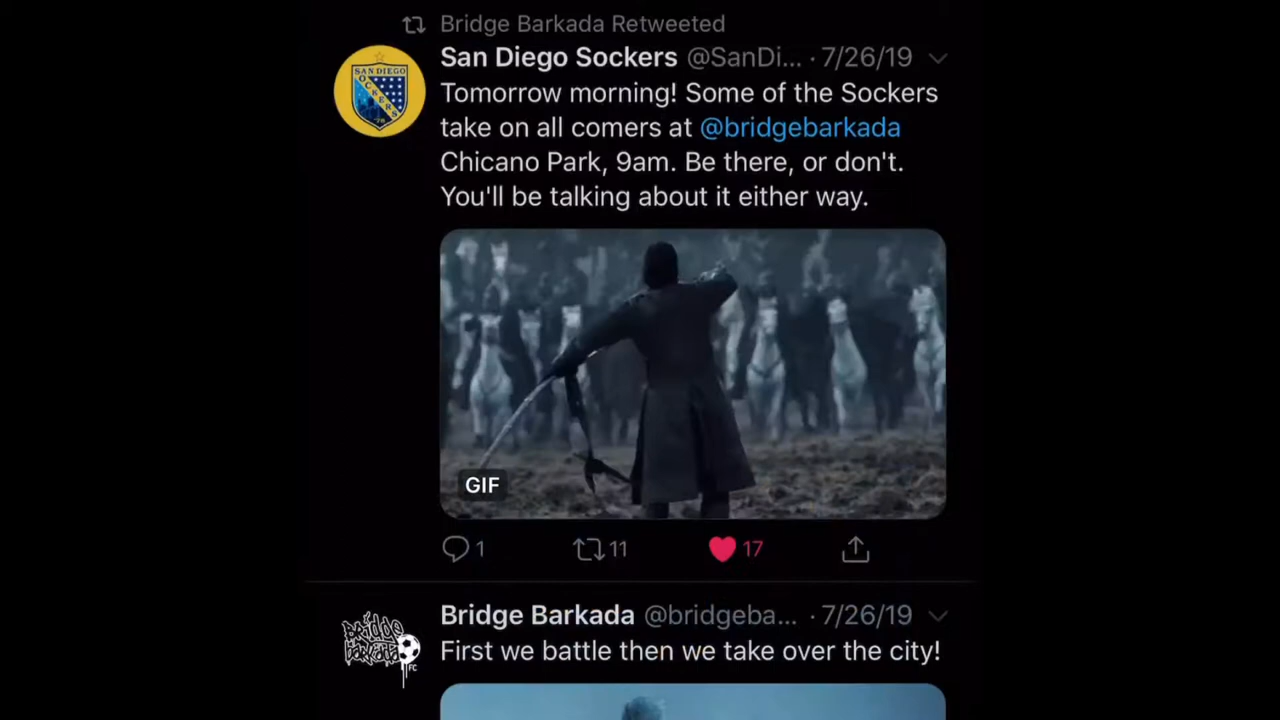 Bridge Barkada Retweeted
San Diego Sockers @SanDi... · 7/26/19
SAN DIEGO
SOCKERS
Tomorrow morning! Some of the Sockers
take on all comers at @bridgebarkada
Chicano Park, 9am. Be there, or don't.
You'll be talking about it either way.
GIF
1 11 17
Bridge Barkada @bridgeba... · 7/26/19
BRIDGE
BARKADA
FC
First we battle then we take over the city!